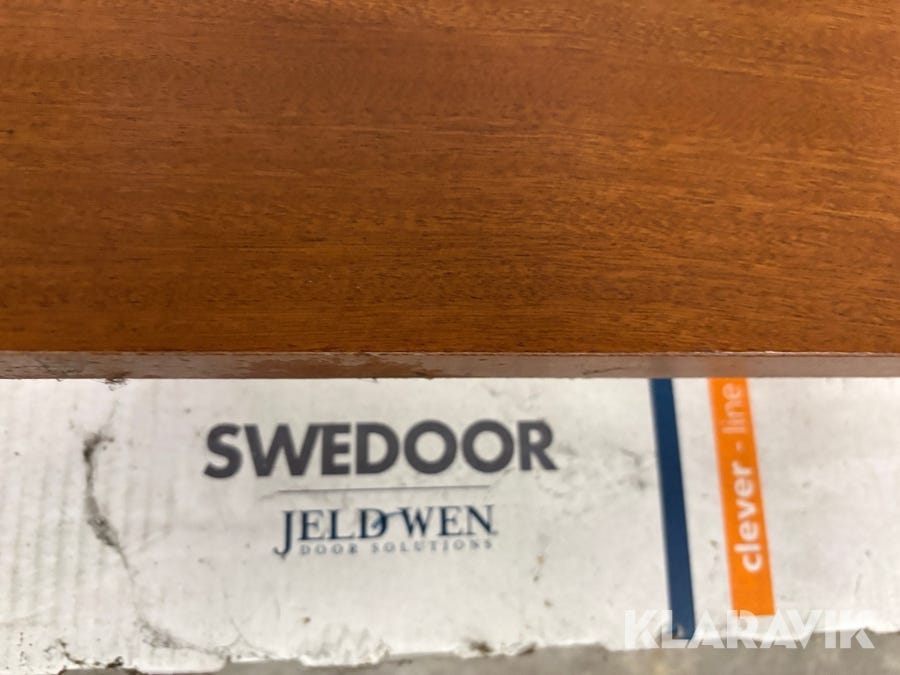 SWEDOOR
JELD WEN
DOOR SOLUTIONS
clever - line
KLARAVIK